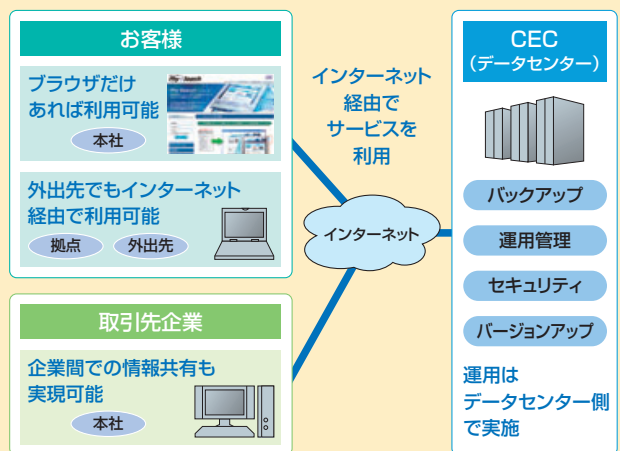 お客様
ブラウザだけ
あれば利用可能
本社
外出先でもインターネット
経由で利用可能
拠点
外出先
取引先企業
企業間での情報共有も
実現可能
本社
インターネット
経由で
サービスを
利用
インターネット
CEC
（データセンター）
バックアップ
運用管理
セキュリティ
バージョンアップ
運用は
データセンター側
で実施